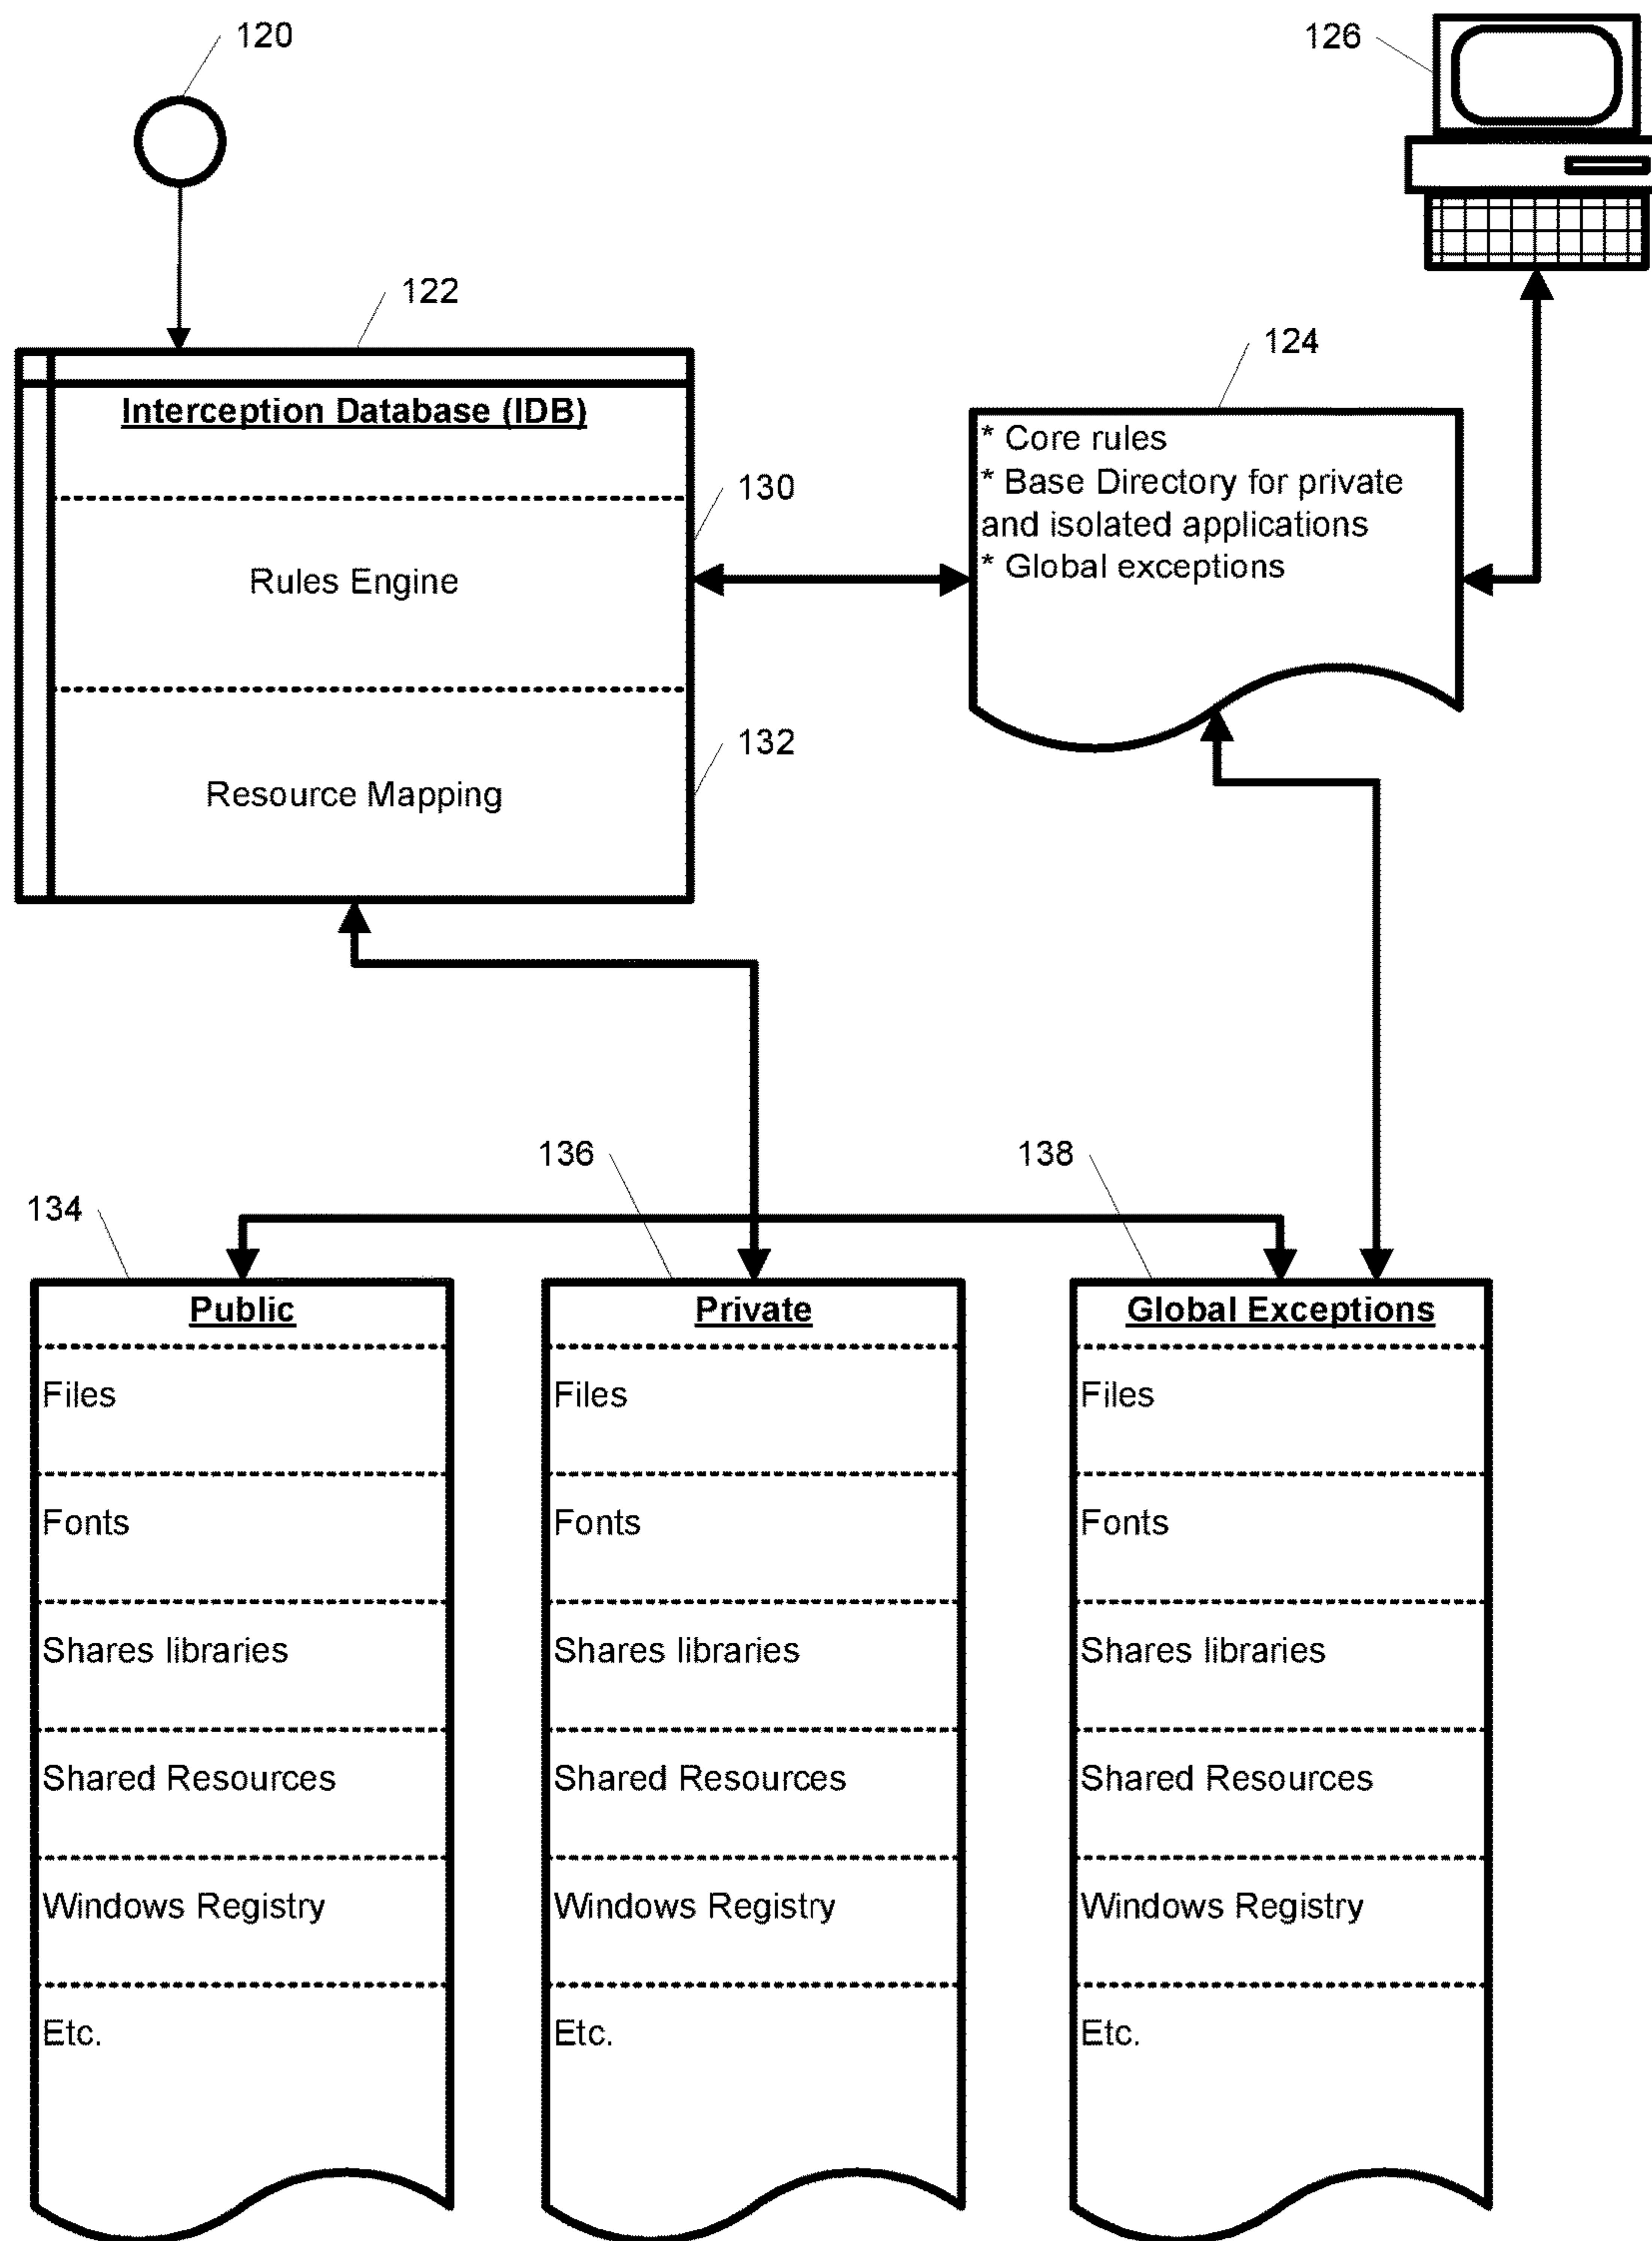 120
126
122
124
Interception Database (IDB)
* Core rules
* Base Directory for private
and isolated applications
* Global exceptions
130
Rules Engine
132
Resource Mapping
136
138
134
Public
Files
Fonts
Shares libraries
Shared Resources
Windows Registry
Etc.
Private
Files
Fonts
Shares libraries
Shared Resources
Windows Registry
Etc.
Global Exceptions
Files
Fonts
Shares libraries
Shared Resources
Windows Registry
Etc.